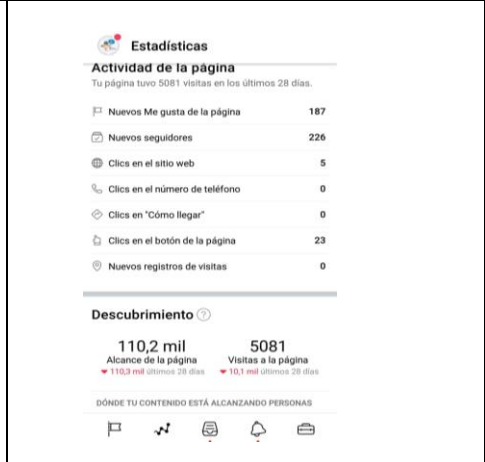 Estadísticas
Actividad de la página
Tu página tuvo 5081 visitas en los últimos 28 días.
Nuevos Me gusta de la página 187
Nuevos seguidores 226
Clics en el sitio web 5
Clics en el número de teléfono 0
Clics en "Cómo llegar" 0
Clics en el botón de la página 23
Nuevos registros de visitas 0
Descubrimiento ?
110,2 mil 5081
Alcance de la página Visitas a la página
110,3 mil últimos 28 días 10,1 mil últimos 28 días
DÓNDE TU CONTENIDO ESTÁ ALCANZANDO PERSONAS